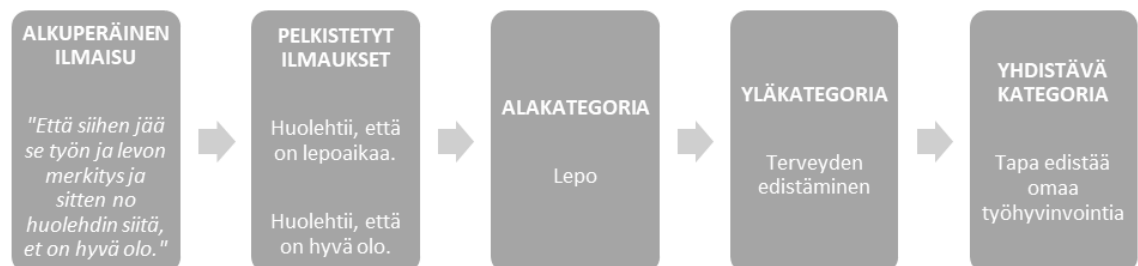 ALKUPERÄINEN
ILMAISU
"Että siihen jää
se työn ja levon
merkitys ja
sitten no
huolehdin siitä,
et on hyvä olo."
PELKISTETYT
ILMAUKSET
Huolehtii, että
on lepoaikaa.
Huolehtii, että
on hyvä olo.
ALAKATEGORIA
Lepo
YLÄKATEGORIA
Terveyden
edistäminen
YHDISTÄVÄ
KATEGORIA
Tapa edistää
omaa
työhyvinvointia